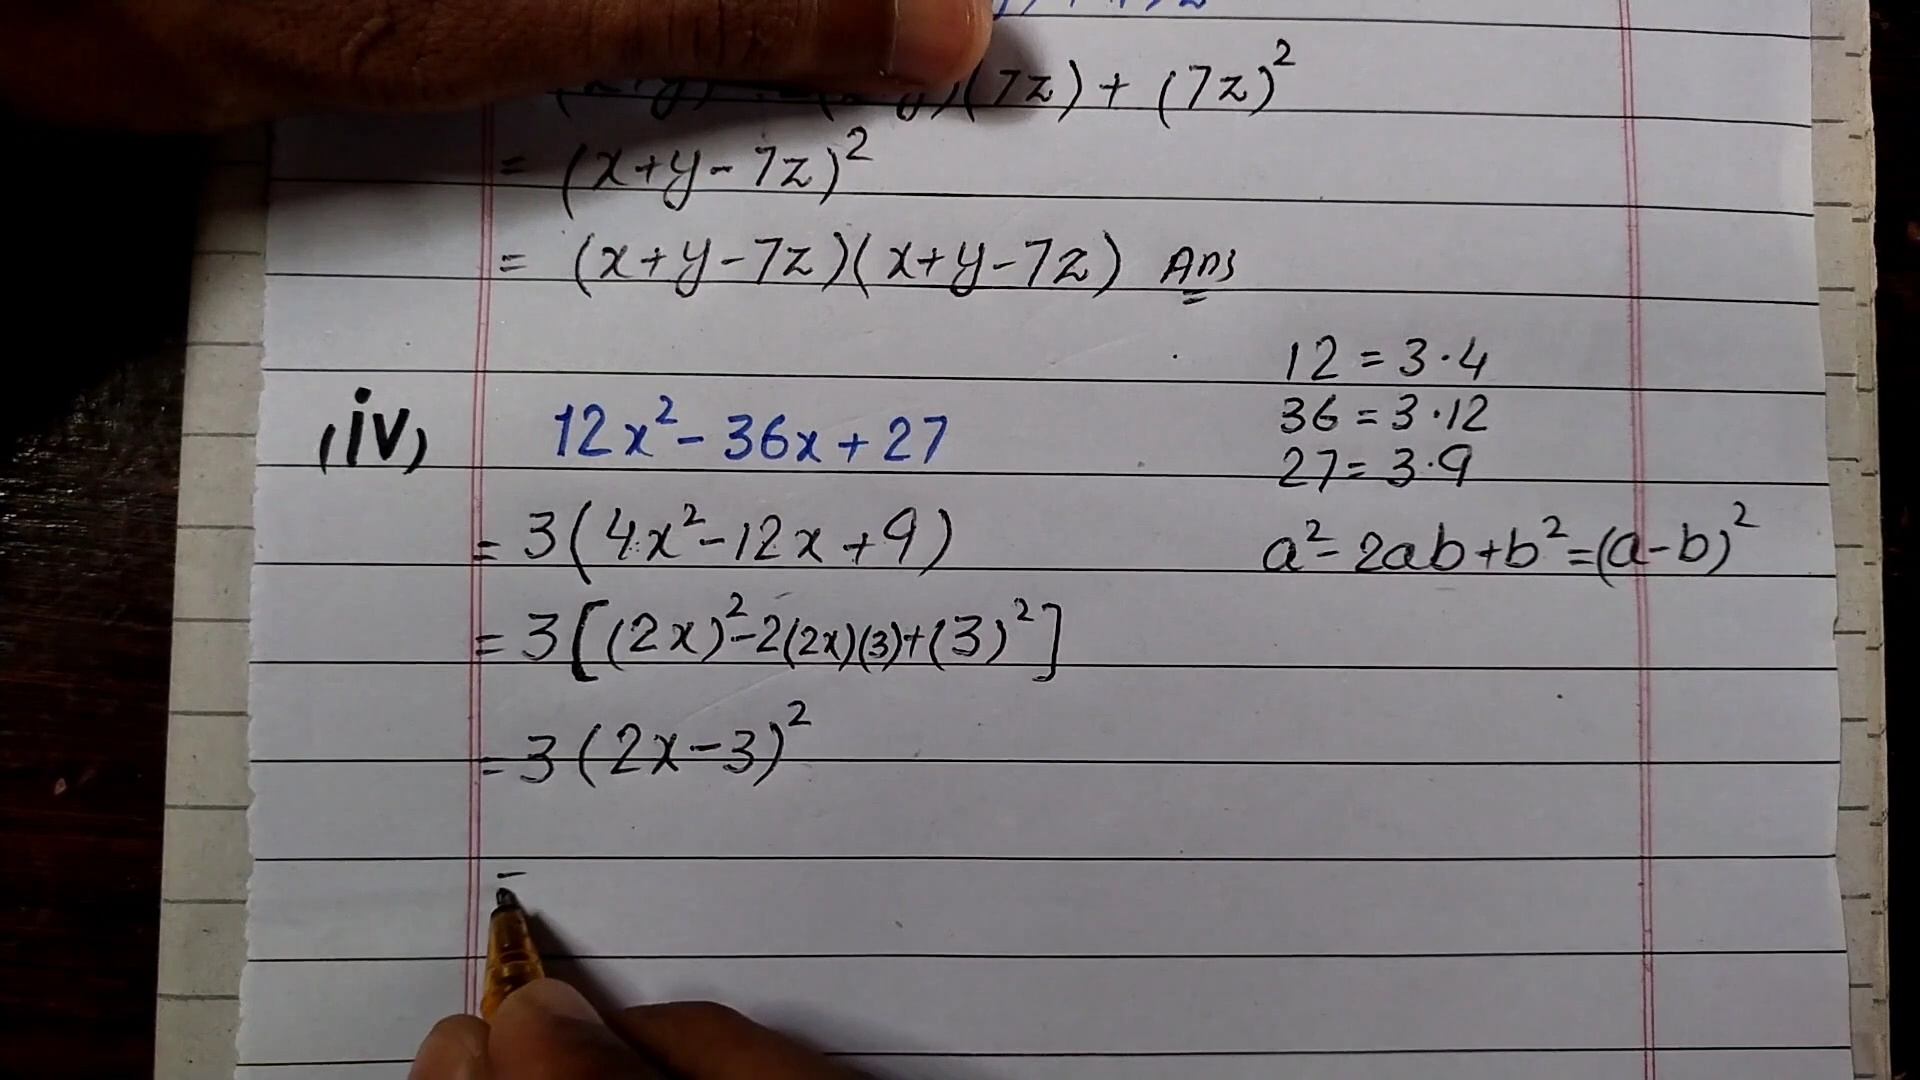 (7z) + (7z)²
= (x+y-7z)²
= (x+y-7z)(x+y-7z) Ans
12 = 3·4
(iv) 12x² - 36x + 27
36 = 3·12
27 = 3·9
= 3(4x² - 12x + 9)
a² - 2ab + b² = (a-b)²
= 3[(2x)² - 2(2x)(3) + (3)²]
= 3(2x-3)²